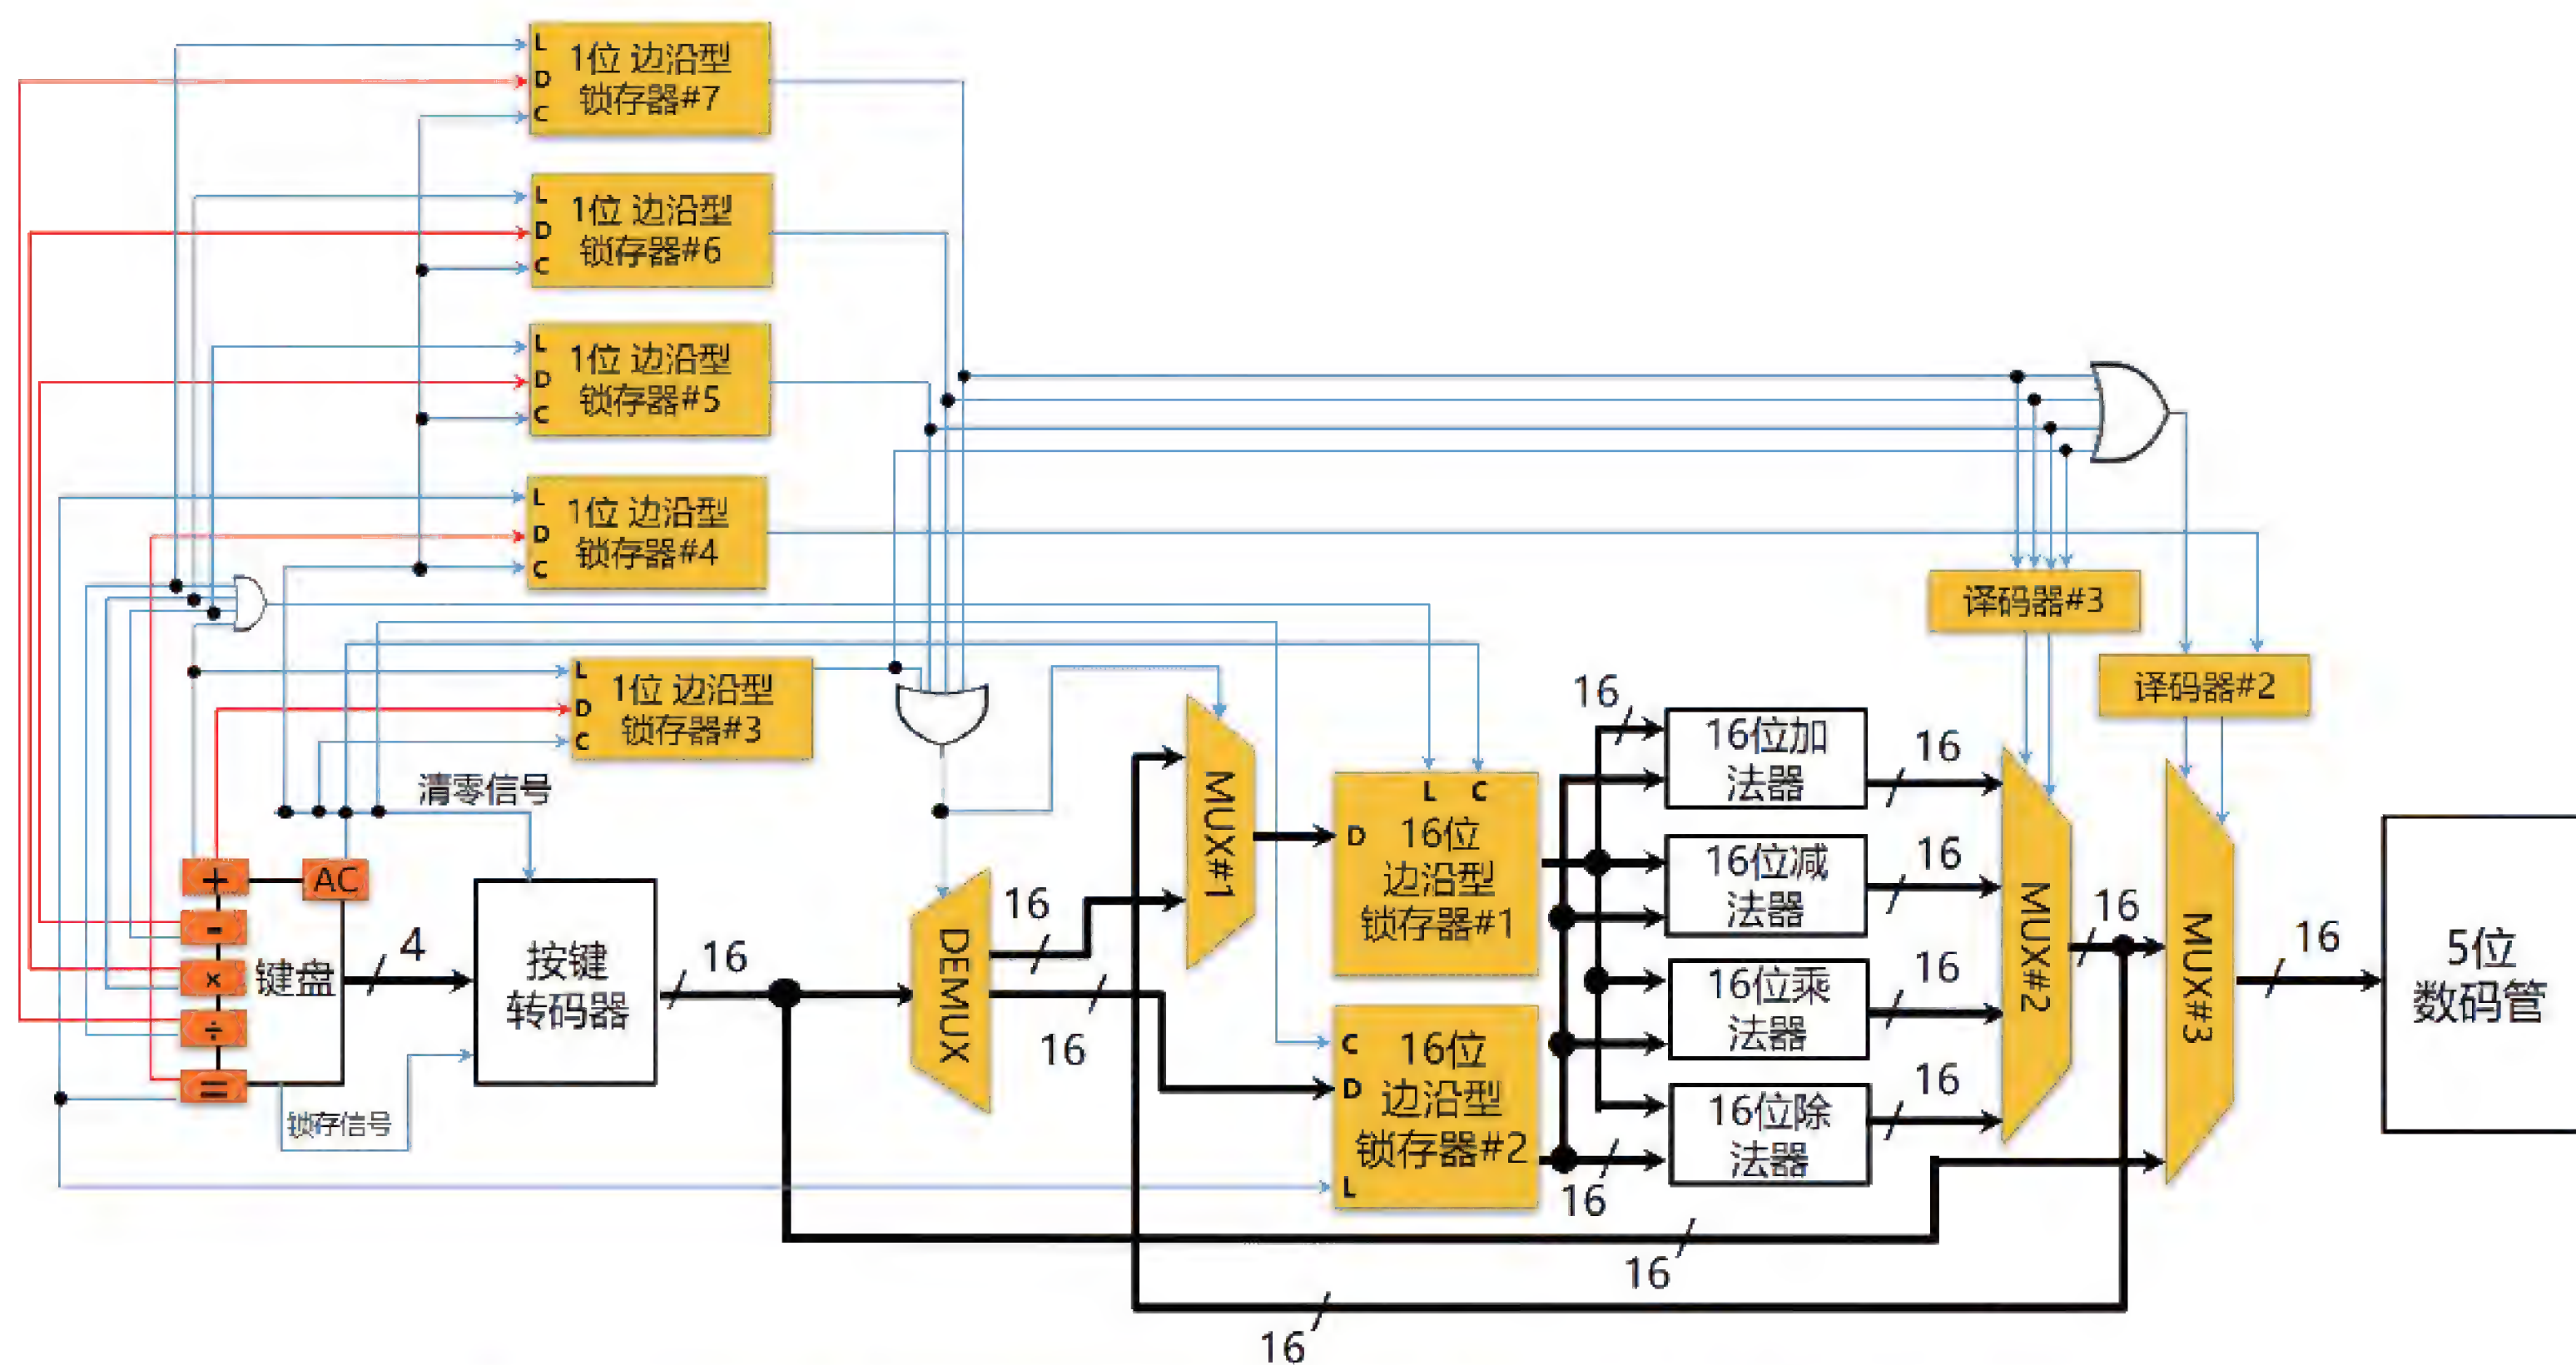 L
D
C
1位 边沿型
锁存器#7
L
D
C
1位 边沿型
锁存器#6
L
D
C
1位 边沿型
锁存器#5
L
D
C
1位 边沿型
锁存器#4
L
D
C
1位 边沿型
锁存器#3
译码器#3
译码器#2
清零信号
+
AC
-
×
÷
=
键盘
4
锁存信号
按键
转码器
16
DEMUX
16
16
MUX#1
L C
D
16位
边沿型
锁存器#1
C
D
L
16位
边沿型
锁存器#2
16
16
16位加
法器
16
16位减
法器
16
16位乘
法器
16
16位除
法器
16
MUX#2
16
MUX#3
16
5位
数码管
16
16